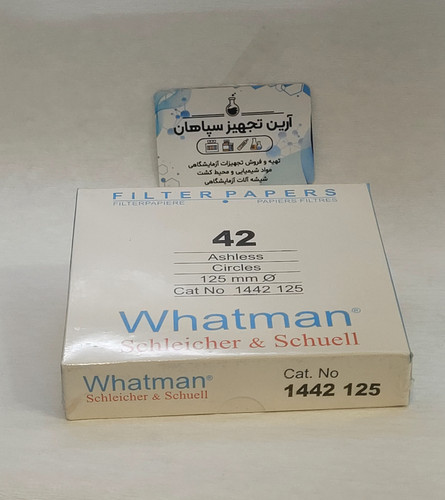 آرین تجهیز سپاهان
تهیه و فروش تجهیزات آزمایشگاهی
مواد شیمیایی و محیط کشت
شیشه آلات آزمایشگاهی
FILTER PAPERS
FILTERPAPIERE PAPIERS FILTRES
42
Ashless
Circles
125 mm Ø
Cat No 1442 125
Whatman®
Schleicher & Schuell
Whatman®
Schleicher & Schuell
Cat. No
1442 125